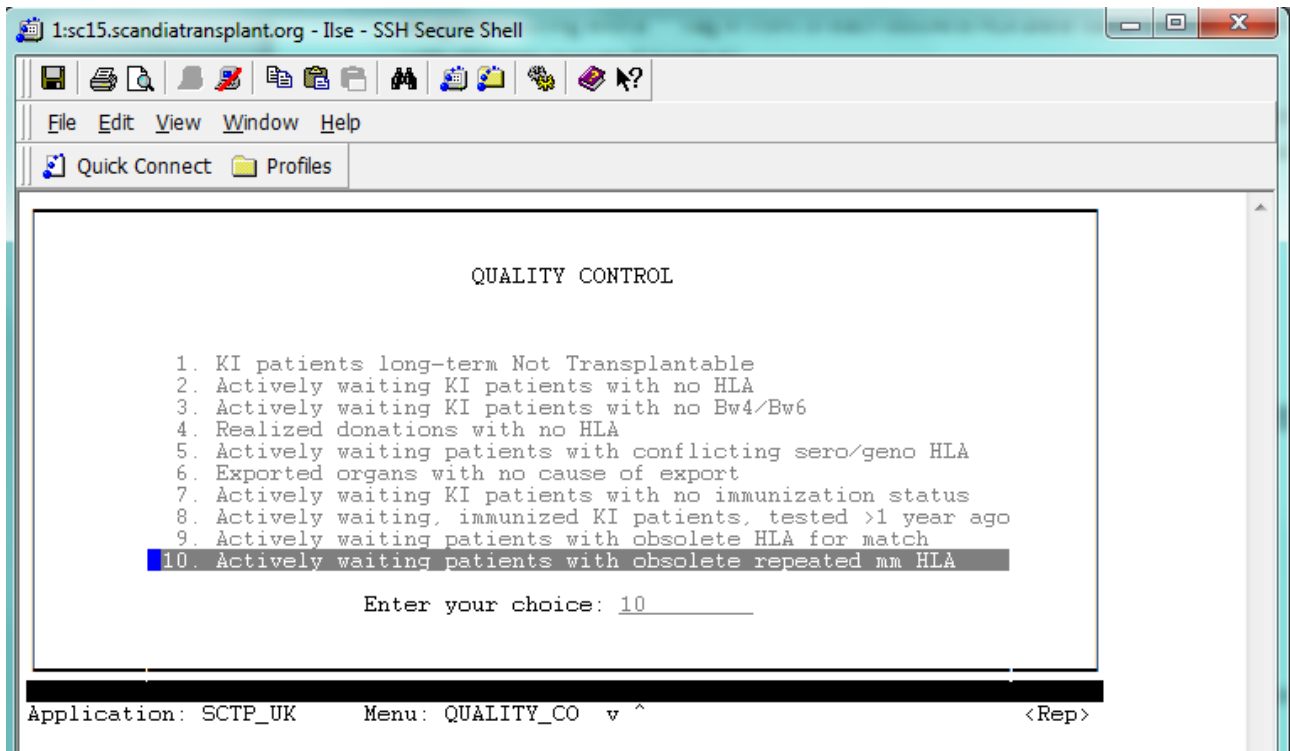 1:sc15.scandiatransplant.org - Ilse - SSH Secure Shell
File Edit View Window Help
Quick Connect Profiles
QUALITY CONTROL
1. KI patients long-term Not Transplantable
2. Actively waiting KI patients with no HLA
3. Actively waiting KI patients with no Bw4/Bw6
4. Realized donations with no HLA
5. Actively waiting patients with conflicting sero/geno HLA
6. Exported organs with no cause of export
7. Actively waiting KI patients with no immunization status
8. Actively waiting, immunized KI patients, tested >1 year ago
9. Actively waiting patients with obsolete HLA for match
10. Actively waiting patients with obsolete repeated mm HLA
Enter your choice: 10
Application: SCTP_UK Menu: QUALITY_CO v ^ <Rep>